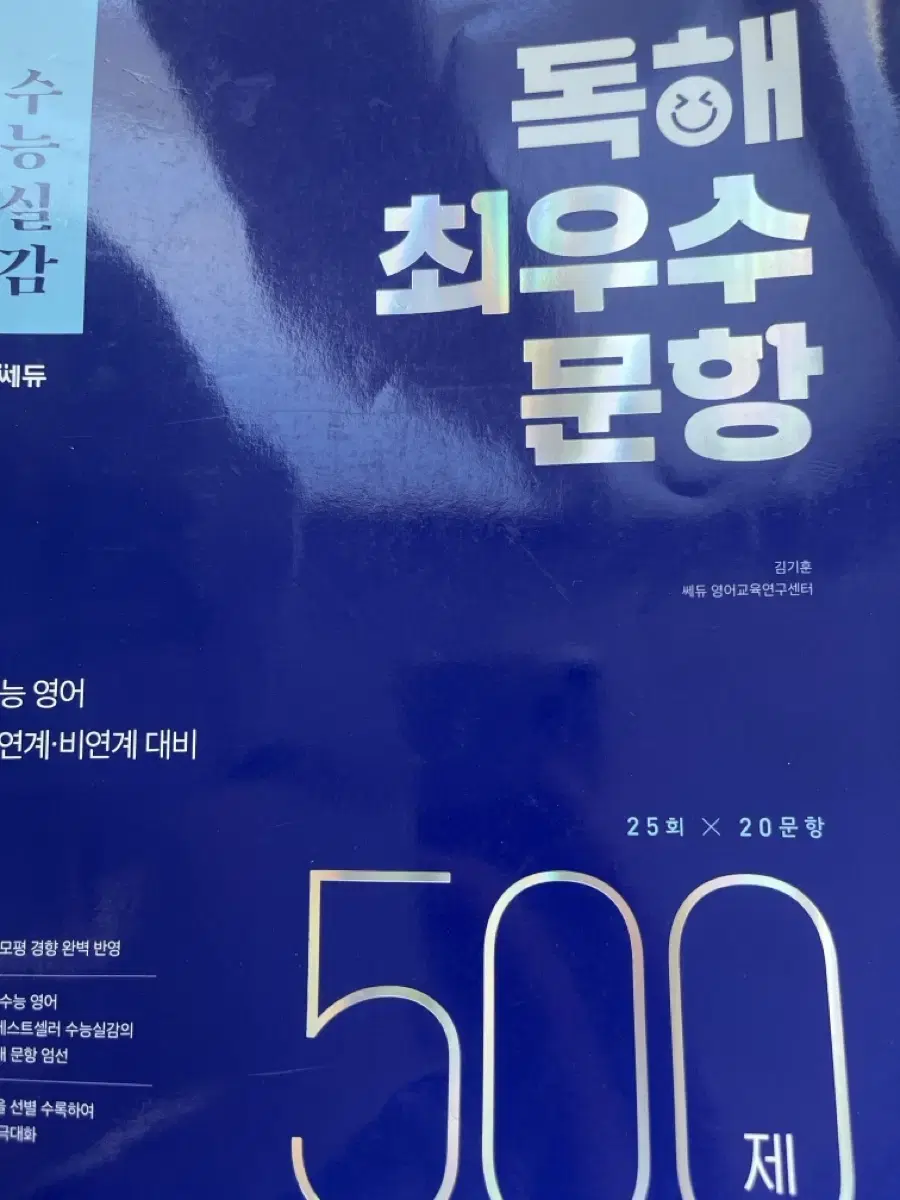 수능실감
쎄듀
독해
최우수
문항
김기훈
쎄듀 영어교육연구센터
능 영어
연계·비연계 대비
25회 × 20문항
500제
모평 경향 완벽 반영
수능 영어
베스트셀러 수능실감의
문항 엄선
선별 수록하여
극대화